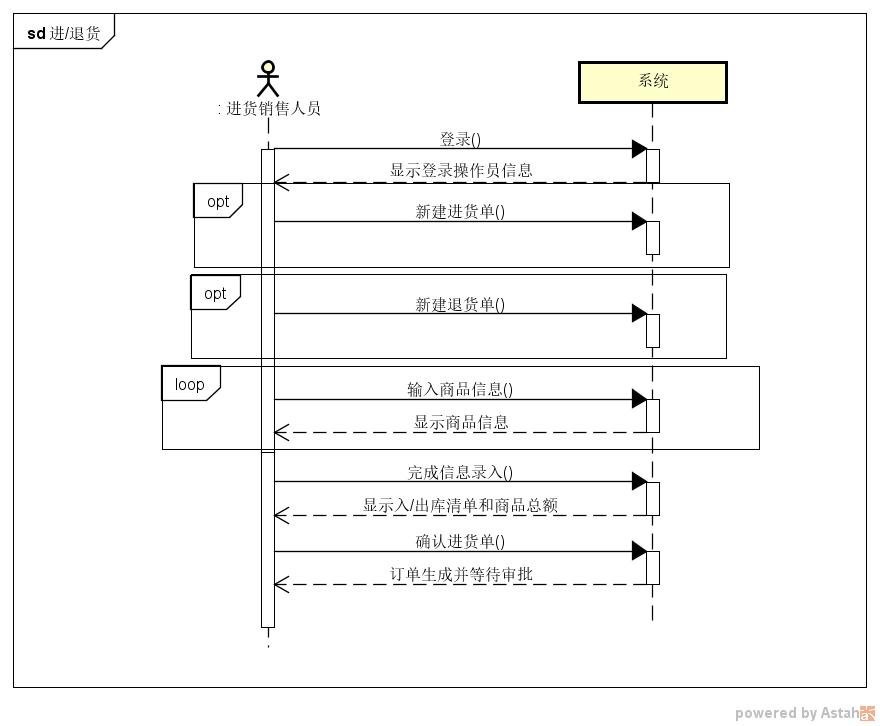 sd 进/退货
: 进货销售人员
系统
登录()
显示登录操作员信息
opt
新建进货单()
opt
新建退货单()
loop
输入商品信息()
显示商品信息
完成信息录入()
显示入/出库清单和商品总额
确认进货单()
订单生成并等待审批
powered by Astah